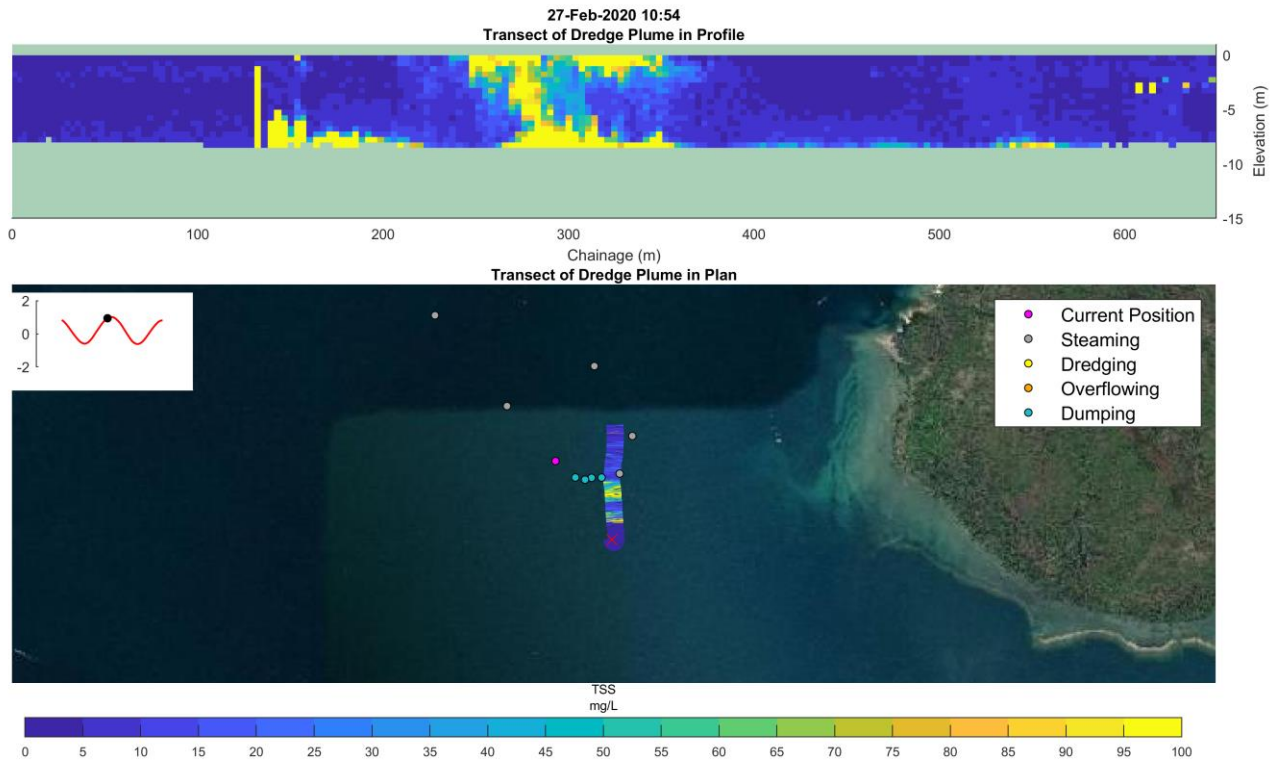 27-Feb-2020 10:54
Transect of Dredge Plume in Profile
0
-5
-10
-15
Elevation (m)
0 100 200 300 400 500 600
Chainage (m)
Transect of Dredge Plume in Plan
2
0
-2
Current Position
Steaming
Dredging
Overflowing
Dumping
TSS
mg/L
0 5 10 15 20 25 30 35 40 45 50 55 60 65 70 75 80 85 90 95 100